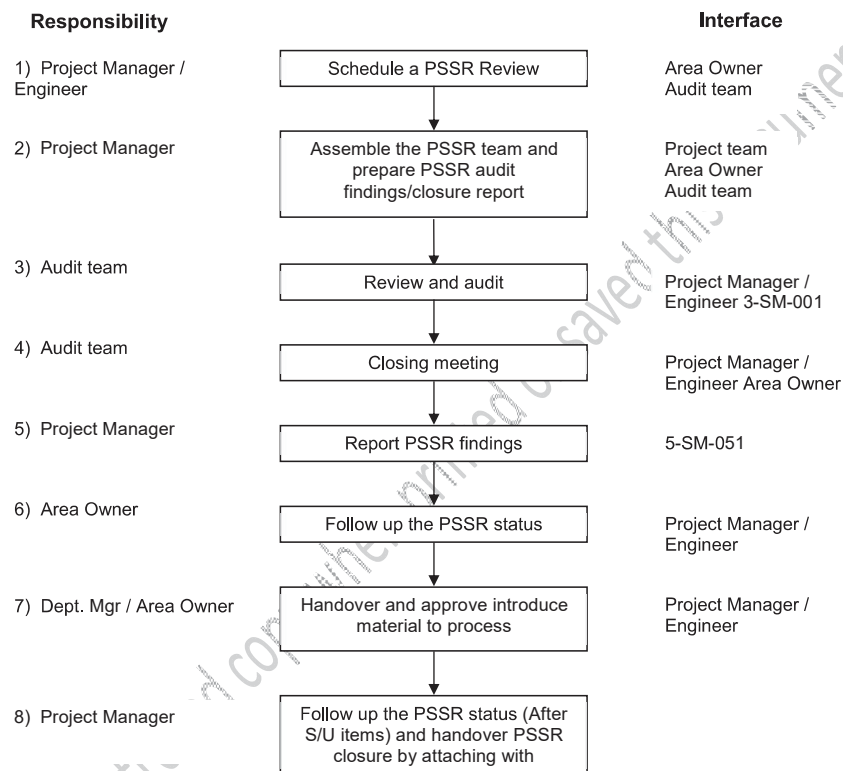 Responsibility
Interface
1) Project Manager /
Engineer
Schedule a PSSR Review
Area Owner
Audit team
2) Project Manager
Assemble the PSSR team and
prepare PSSR audit
findings/closure report
Project team
Area Owner
Audit team
3) Audit team
Review and audit
Project Manager /
Engineer 3-SM-001
4) Audit team
Closing meeting
Project Manager /
Engineer Area Owner
5) Project Manager
Report PSSR findings
5-SM-051
6) Area Owner
Follow up the PSSR status
Project Manager /
Engineer
7) Dept. Mgr / Area Owner
Handover and approve introduce
material to process
Project Manager /
Engineer
8) Project Manager
Follow up the PSSR status (After
S/U items) and handover PSSR
closure by attaching with
saved this